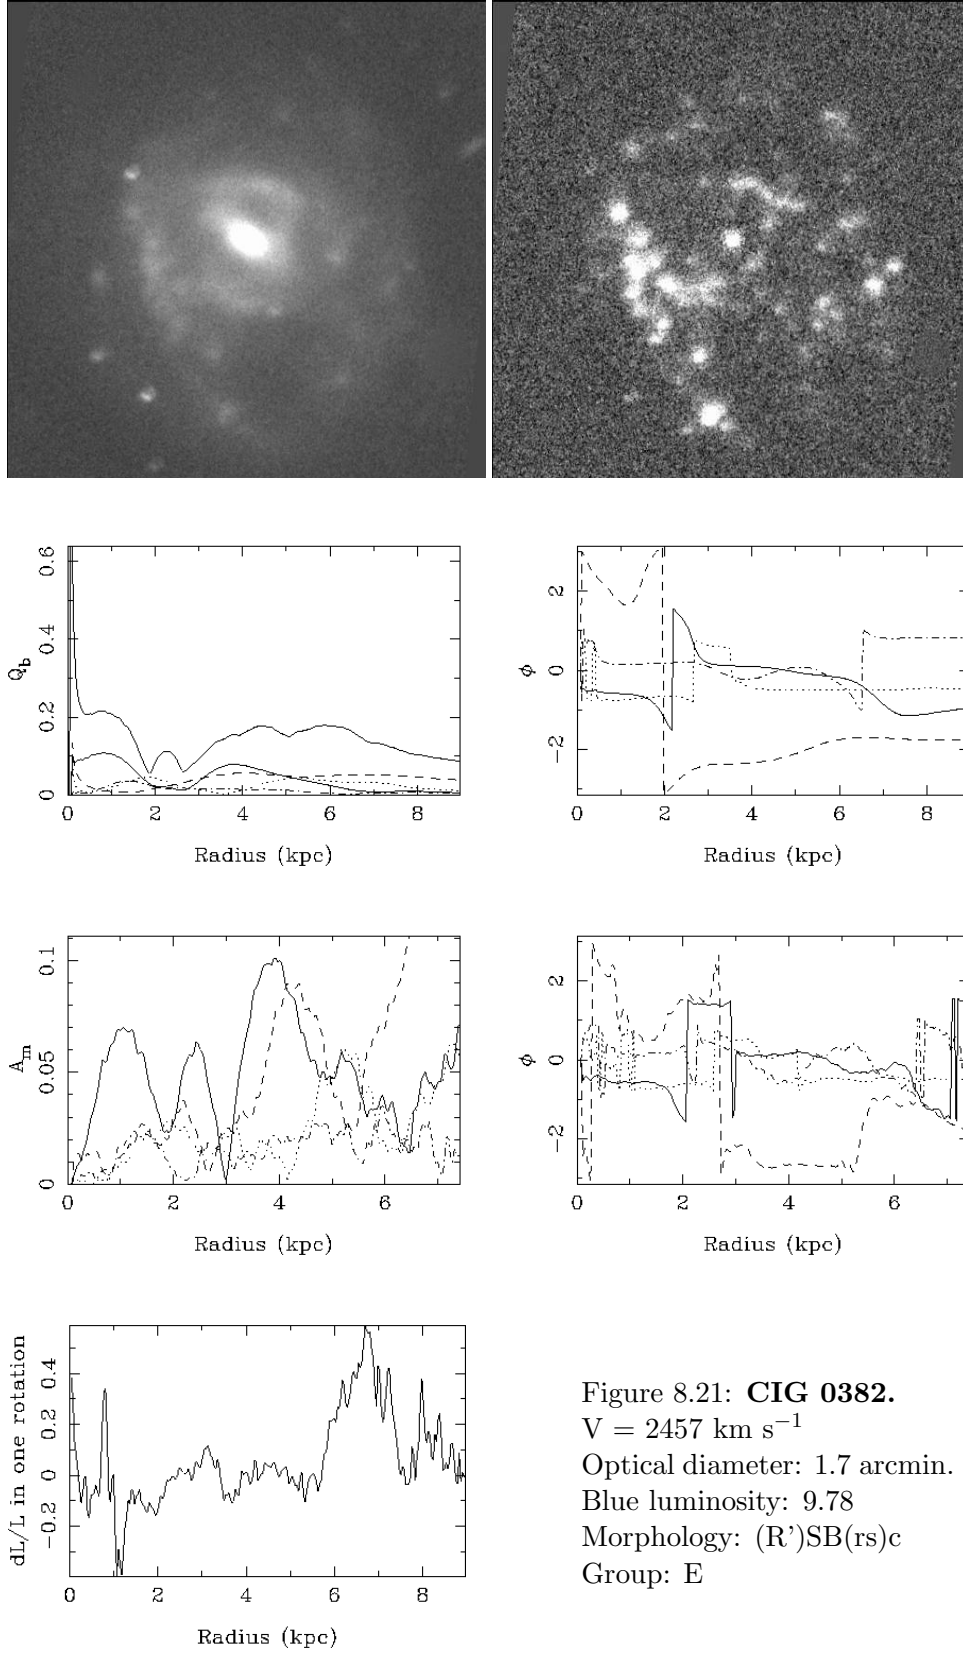 Q_b
0 0.2 0.4 0.6
0 2 4 6 8
Radius (kpc)
φ
−2 0 2
0 2 4 6 8
Radius (kpc)
A_m
0 0.05 0.1
0 2 4 6
Radius (kpc)
φ
−2 0 2
0 2 4 6
Radius (kpc)
dL/L in one rotation
−0.2 0 0.2 0.4
0 2 4 6 8
Radius (kpc)
Figure 8.21: CIG 0382.
V = 2457 km s⁻¹
Optical diameter: 1.7 arcmin.
Blue luminosity: 9.78
Morphology: (R')SB(rs)c
Group: E